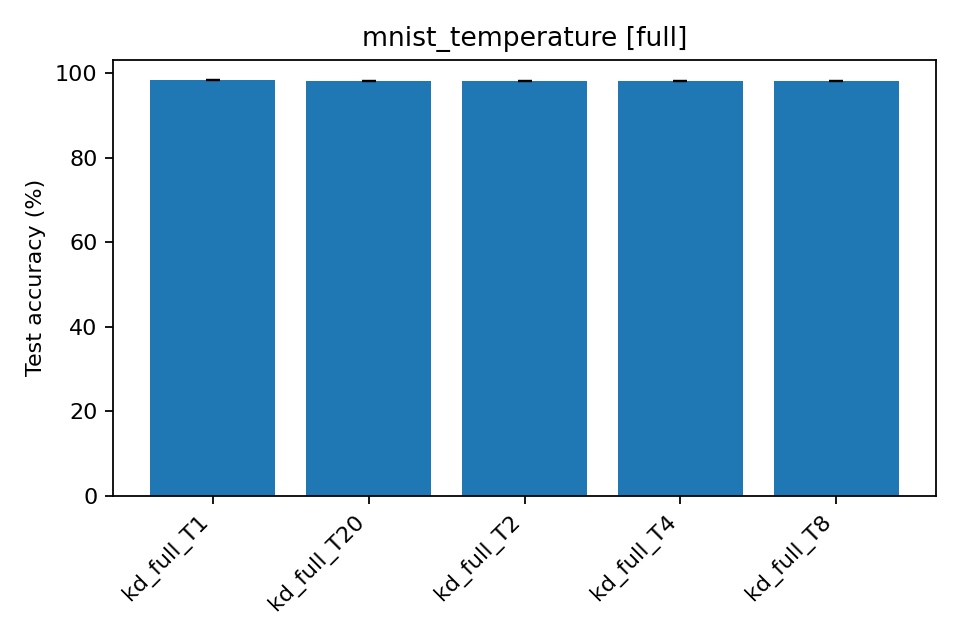 mnist_temperature [full]
Test accuracy (%)
100
80
60
40
20
0
kd_full_T1
kd_full_T20
kd_full_T2
kd_full_T4
kd_full_T8